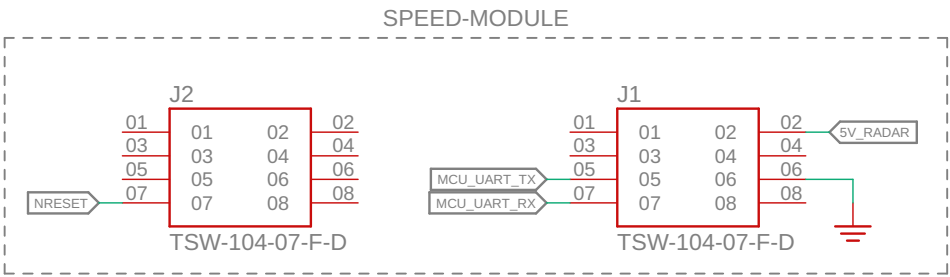 SPEED-MODULE
J2
01 01 02 02
03 03 04 04
05 05 06 06
NRESET 07 07 08 08
TSW-104-07-F-D
J1
01 01 02 02 5V_RADAR
03 03 04 04
MCU_UART_TX 05 05 06 06
MCU_UART_RX 07 07 08 08
TSW-104-07-F-D